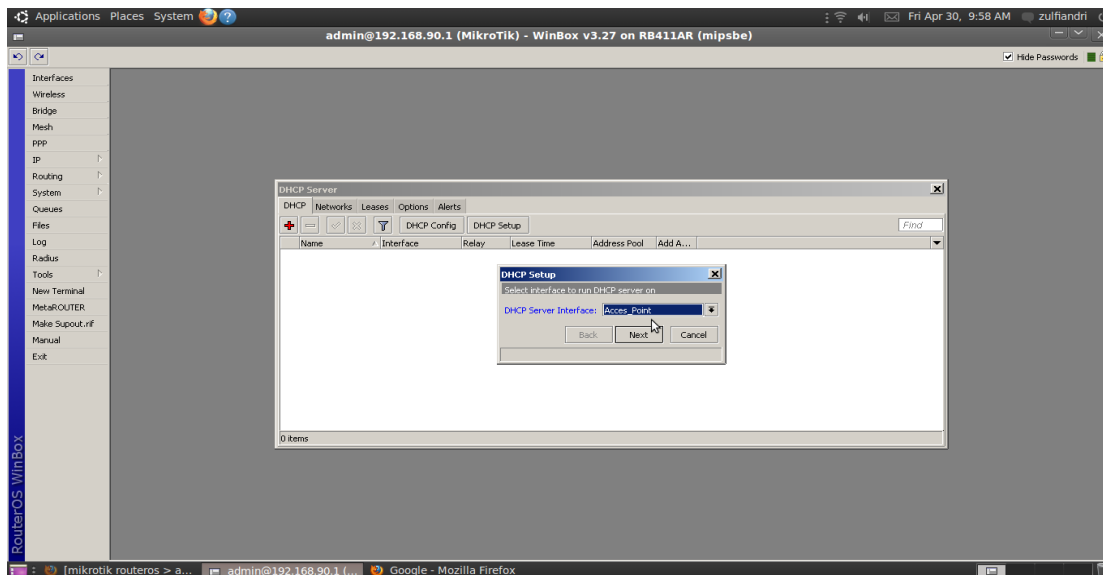 Applications Places System Fri Apr 30, 9:58 AM zulfiandri
admin@192.168.90.1 (MikroTik) - WinBox v3.27 on RB411AR (mipsbe)
Hide Passwords
Interfaces
Wireless
Bridge
Mesh
PPP
IP
Routing
System
Queues
Files
Log
Radius
Tools
New Terminal
MetaROUTER
Make Supout.rif
Manual
Exit
RouterOS WinBox
DHCP Server
DHCP Networks Leases Options Alerts
DHCP Config DHCP Setup Find
Name Interface Relay Lease Time Address Pool Add A...
DHCP Setup
Select interface to run DHCP server on
DHCP Server Interface: Acces_Point
Back Next Cancel
0 items
[mikrotik routeros > a... admin@192.168.90.1 (... Google - Mozilla Firefox